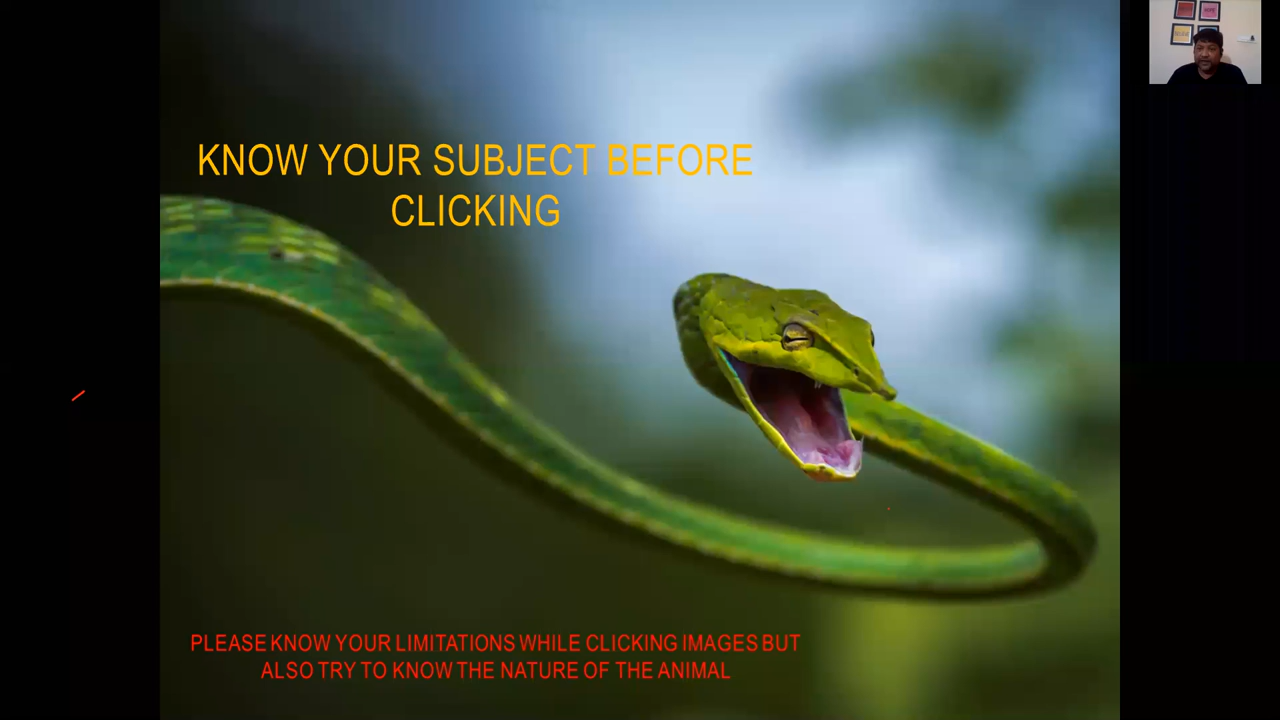 KNOW YOUR SUBJECT BEFORE
CLICKING
PLEASE KNOW YOUR LIMITATIONS WHILE CLICKING IMAGES BUT
ALSO TRY TO KNOW THE NATURE OF THE ANIMAL